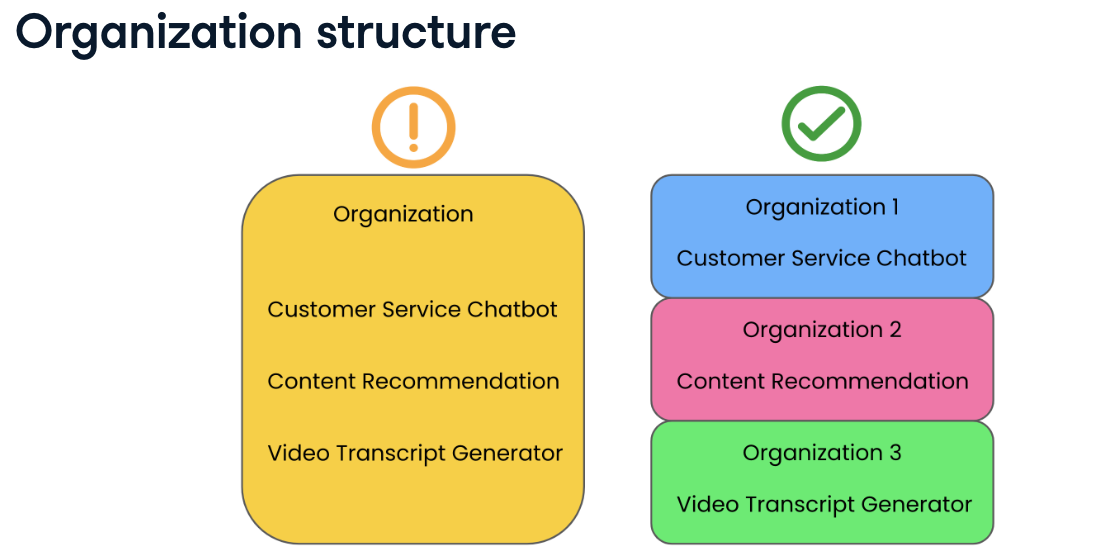 Organization structure
Organization
Customer Service Chatbot
Content Recommendation
Video Transcript Generator
Organization 1
Customer Service Chatbot
Organization 2
Content Recommendation
Organization 3
Video Transcript Generator